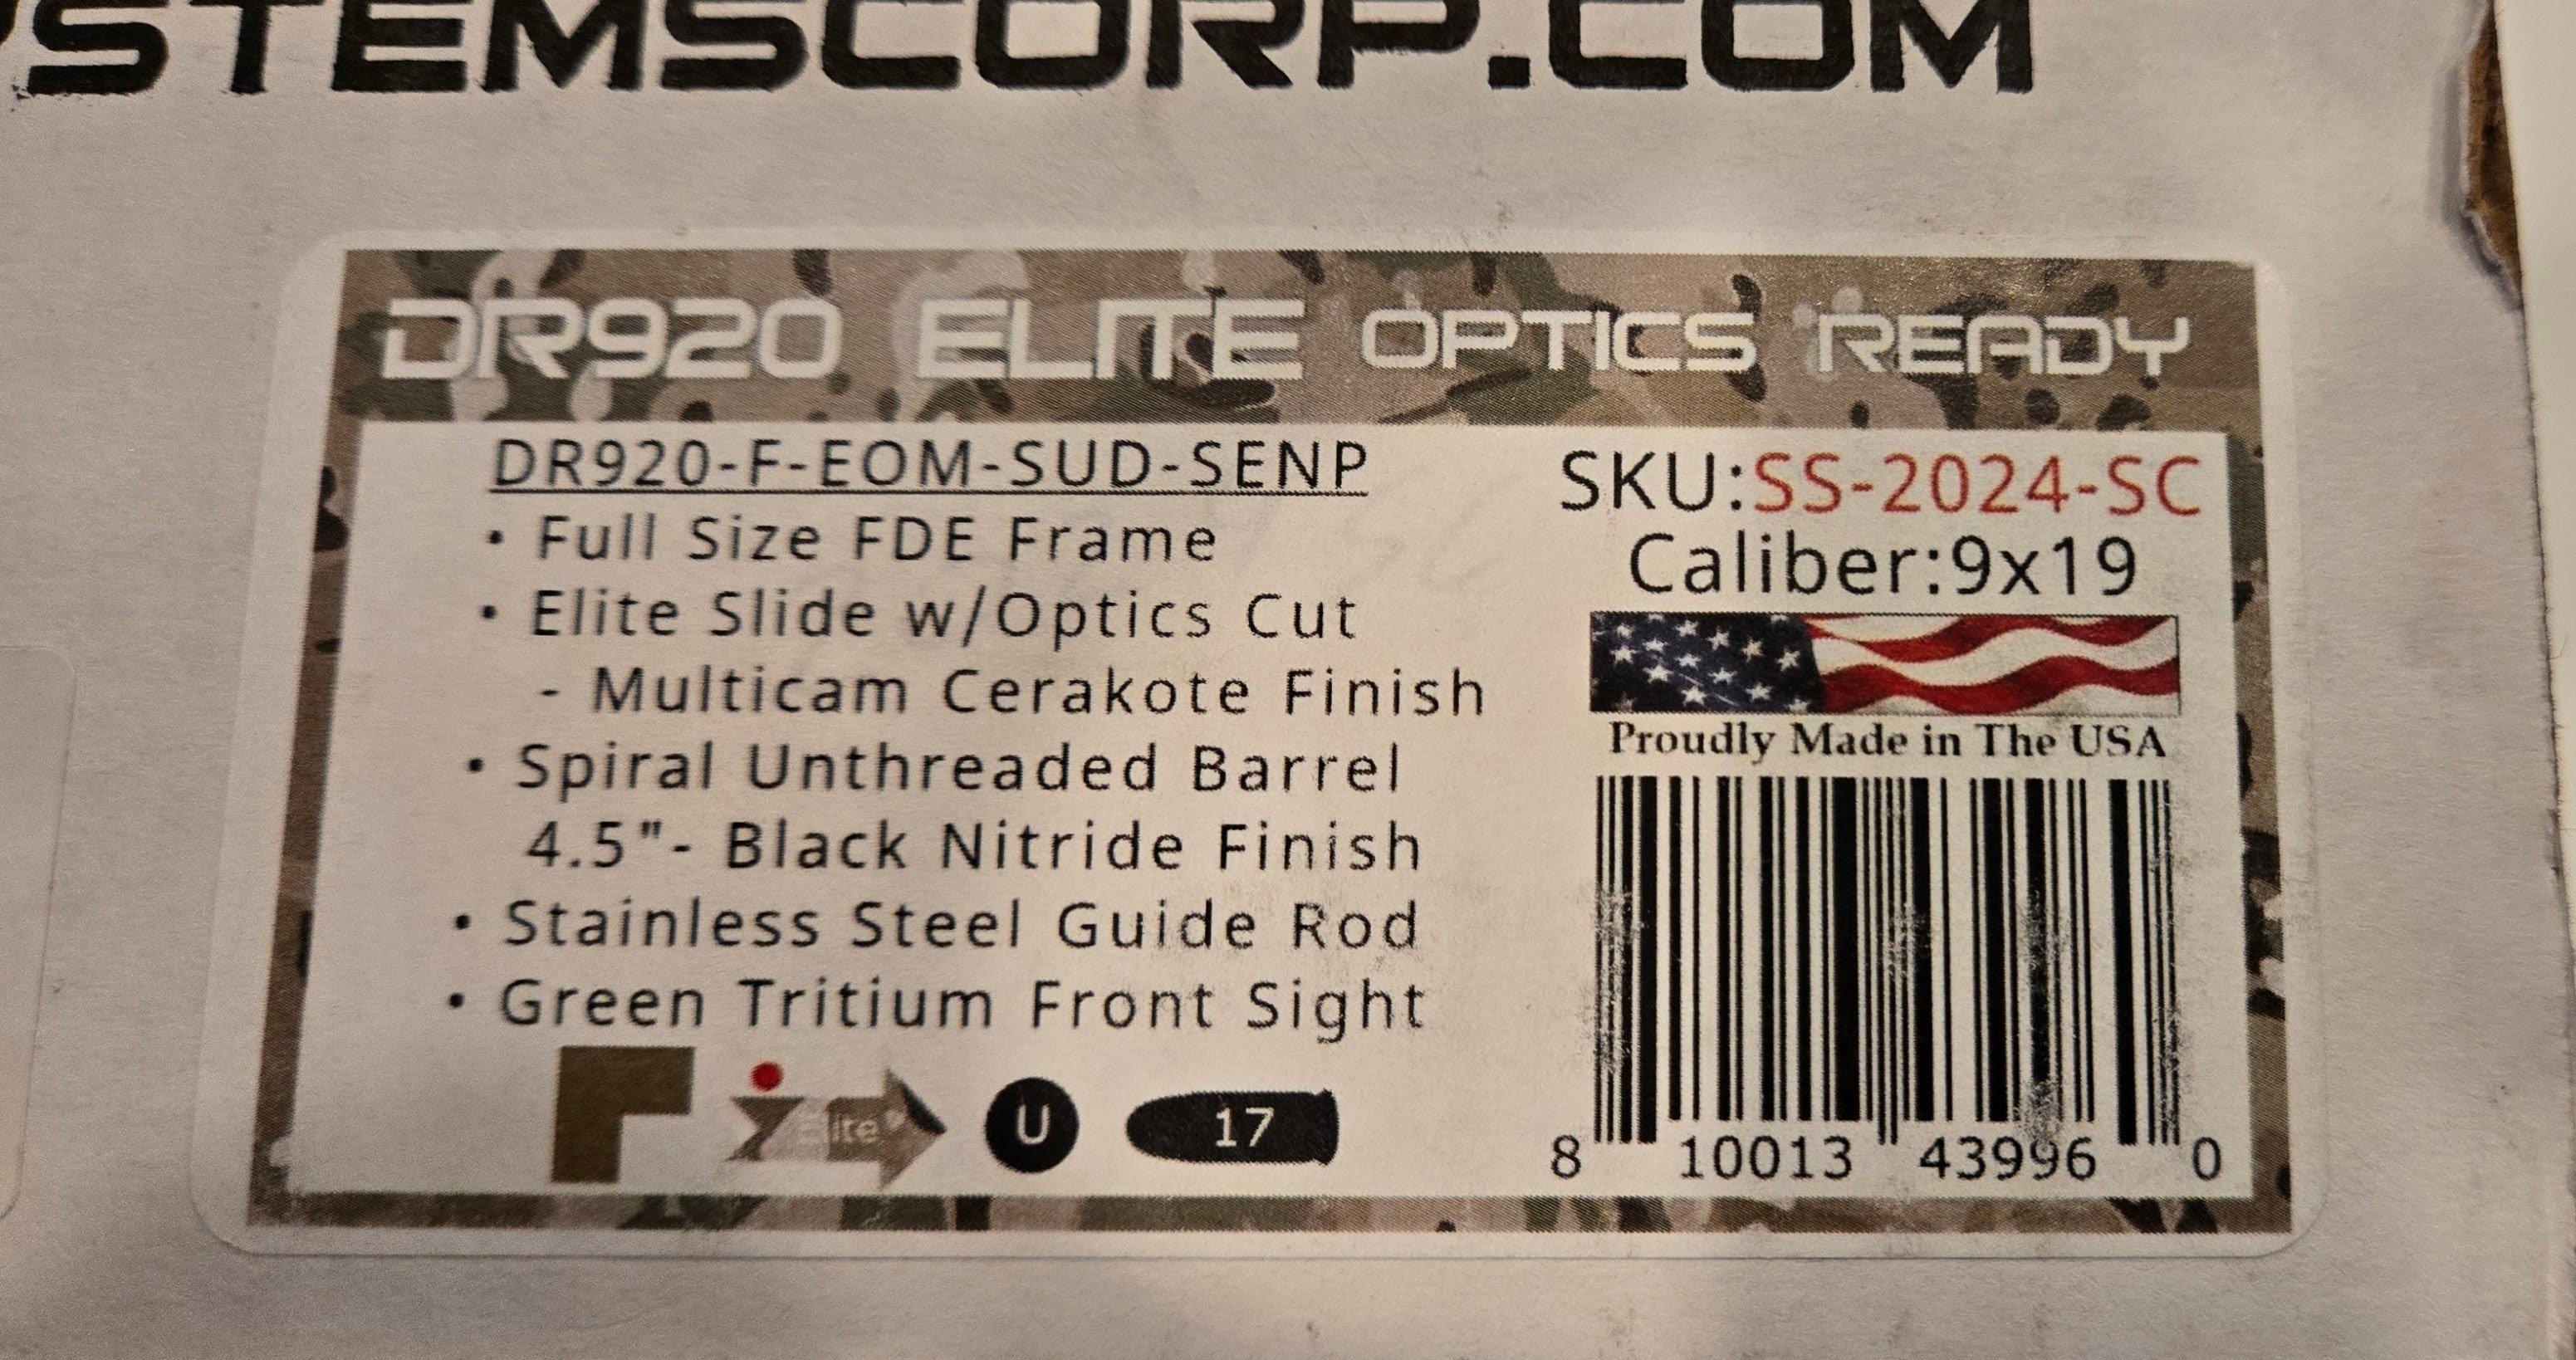 STEMSCORP.COM
DR920 ELITE OPTICS READY
DR920-F-EOM-SUD-SENP
• Full Size FDE Frame
• Elite Slide w/Optics Cut
- Multicam Cerakote Finish
• Spiral Unthreaded Barrel
4.5"- Black Nitride Finish
• Stainless Steel Guide Rod
• Green Tritium Front Sight
Elite
U
17
SKU:SS-2024-SC
Caliber:9x19
Proudly Made in The USA
8 10013 43996 0